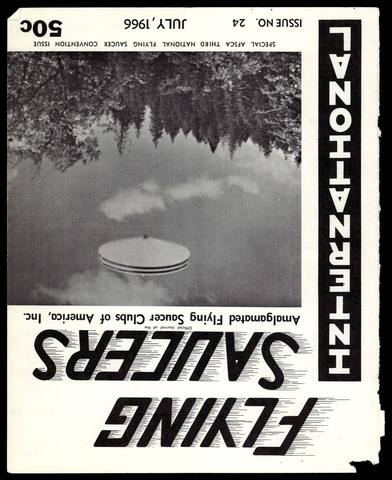 FLYING
SAUCERS
INTERNATIONAL
Official Journal of the
Amalgamated Flying Saucer Clubs of America, Inc.
SPECIAL AFSCA THIRD NATIONAL FLYING SAUCER CONVENTION ISSUE
ISSUE NO. 24 JULY, 1966 50c